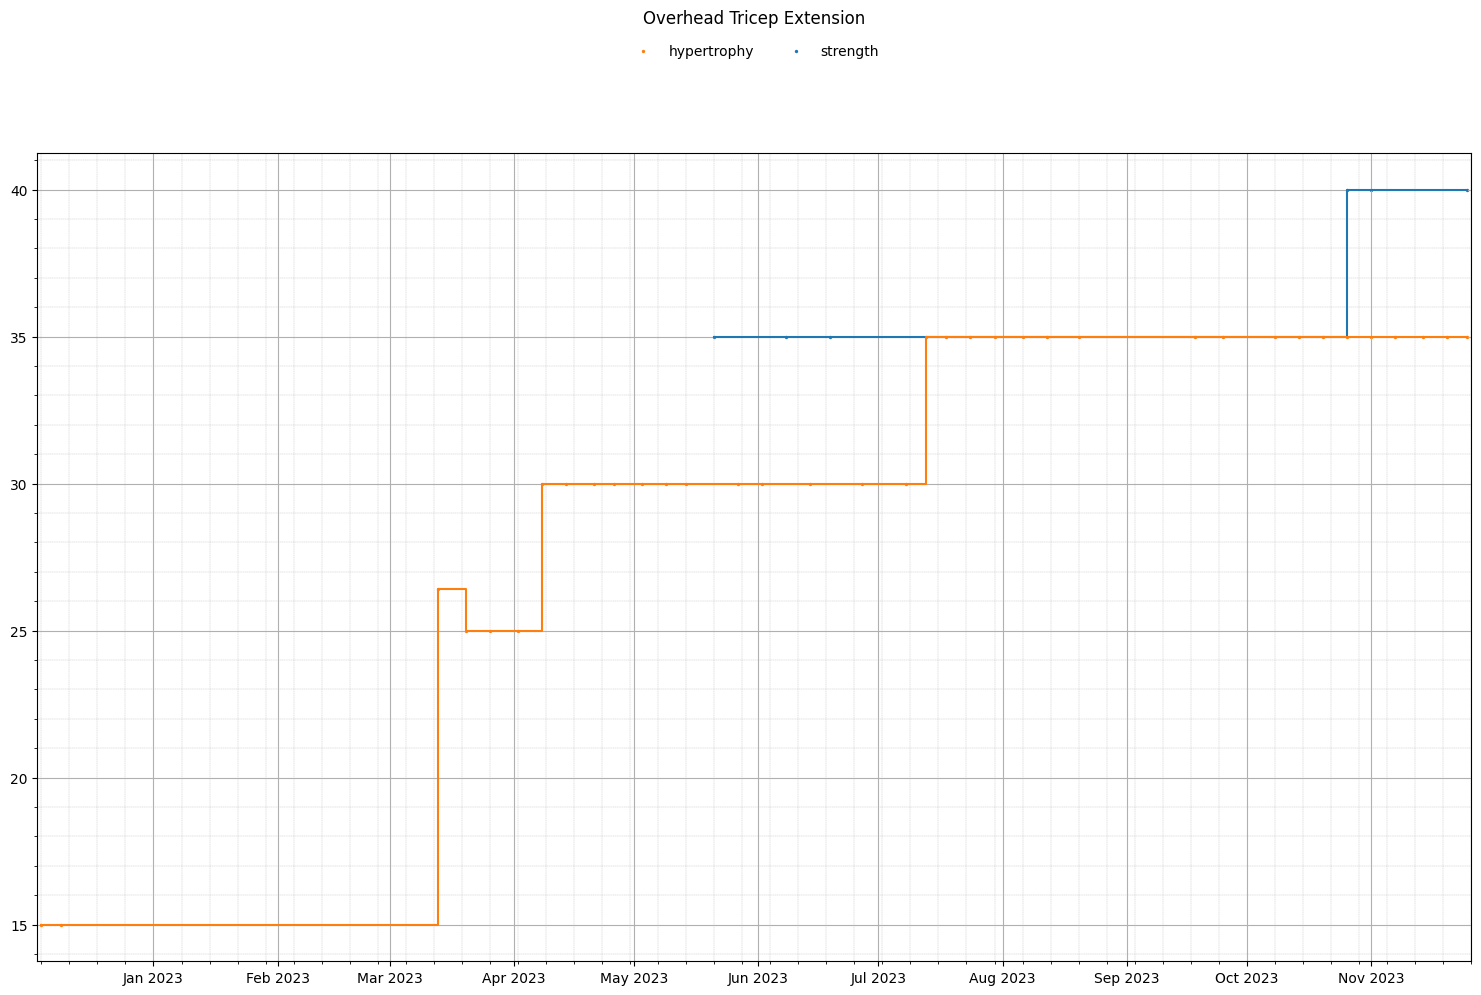 Overhead Tricep Extension
hypertrophy strength
40
35
30
25
20
15
Jan 2023 Feb 2023 Mar 2023 Apr 2023 May 2023 Jun 2023 Jul 2023 Aug 2023 Sep 2023 Oct 2023 Nov 2023